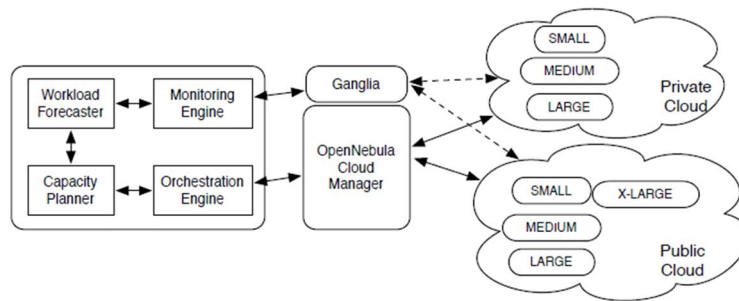 Workload
Forecaster
Monitoring
Engine
Capacity
Planner
Orchestration
Engine
Ganglia
OpenNebula
Cloud
Manager
SMALL
MEDIUM
LARGE
Private
Cloud
SMALL
X-LARGE
MEDIUM
LARGE
Public
Cloud